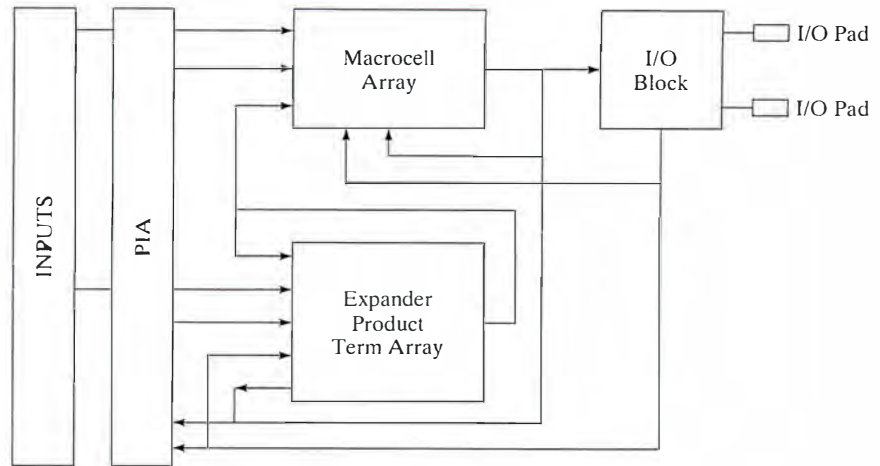 INPUTS
PIA
Macrocell
Array
I/O
Block
I/O Pad
I/O Pad
Expander
Product
Term Array